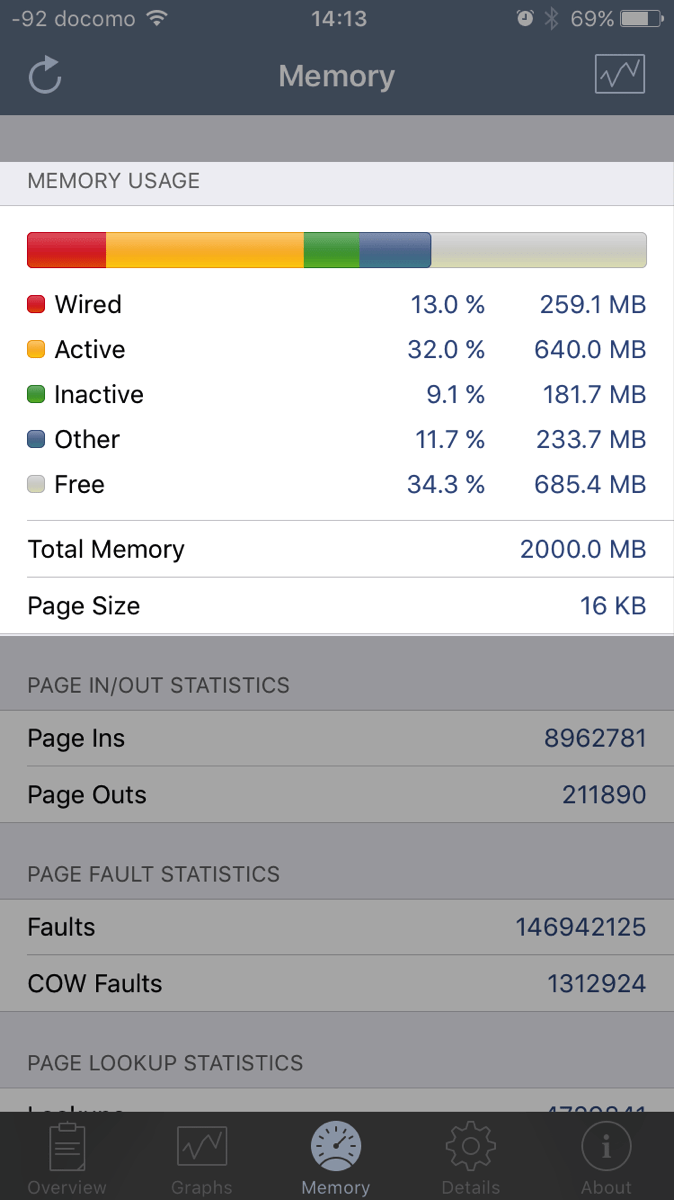 -92 docomo 14:13 69%
Memory
MEMORY USAGE
Wired 13.0 % 259.1 MB
Active 32.0 % 640.0 MB
Inactive 9.1 % 181.7 MB
Other 11.7 % 233.7 MB
Free 34.3 % 685.4 MB
Total Memory 2000.0 MB
Page Size 16 KB
PAGE IN/OUT STATISTICS
Page Ins 8962781
Page Outs 211890
PAGE FAULT STATISTICS
Faults 146942125
COW Faults 1312924
PAGE LOOKUP STATISTICS
Lookups
Overview Graphs Memory Details About